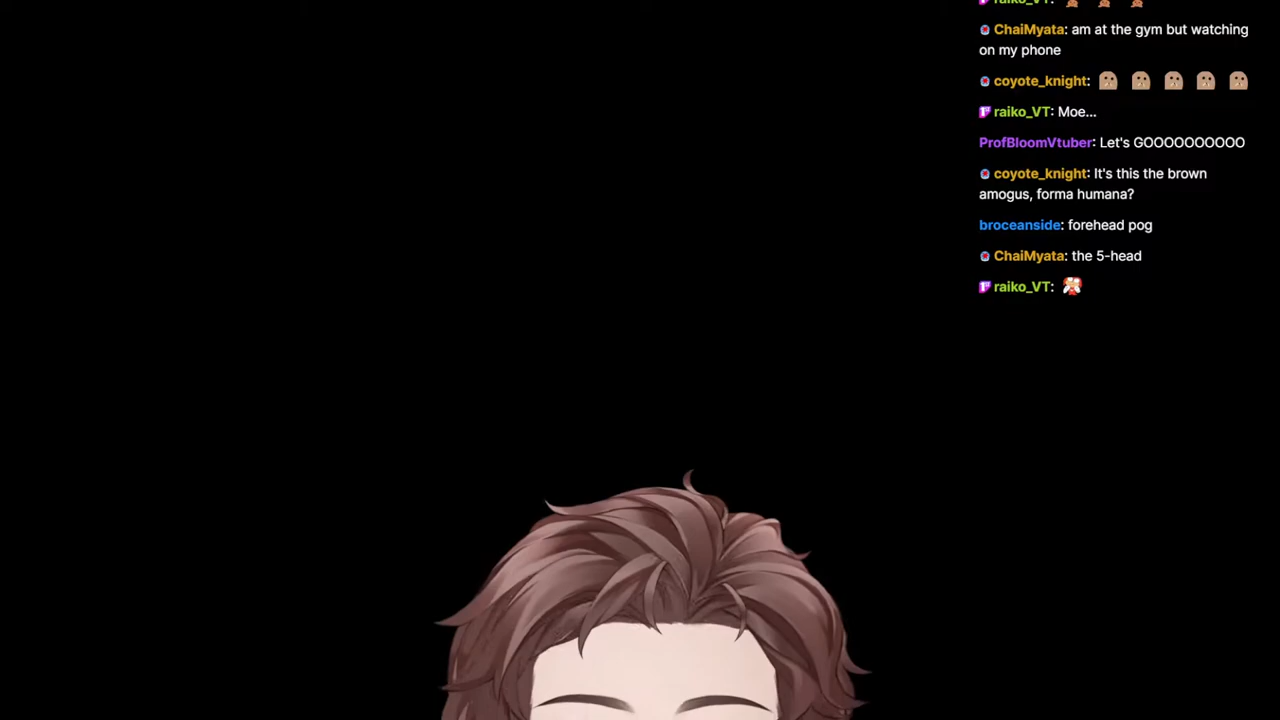 raiko_VT:
ChaiMyata: am at the gym but watching
on my phone
coyote_knight:
raiko_VT: Moe...
ProfBloomVtuber: Let's GOOOOOOOOOO
coyote_knight: It's this the brown
amogus, forma humana?
broceanside: forehead pog
ChaiMyata: the 5-head
raiko_VT: